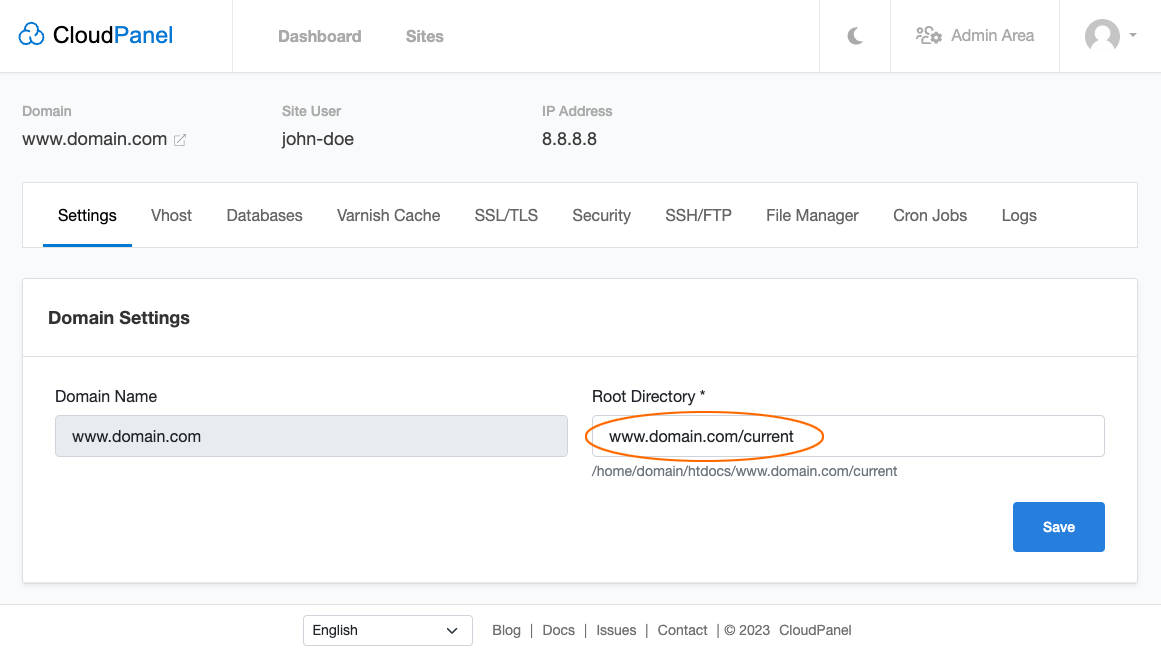 CloudPanel Dashboard Sites Admin Area
Domain Site User IP Address
www.domain.com john-doe 8.8.8.8
Settings Vhost Databases Varnish Cache SSL/TLS Security SSH/FTP File Manager Cron Jobs Logs
Domain Settings
Domain Name Root Directory *
www.domain.com www.domain.com/current
/home/domain/htdocs/www.domain.com/current
Save
English Blog | Docs | Issues | Contact | © 2023 CloudPanel